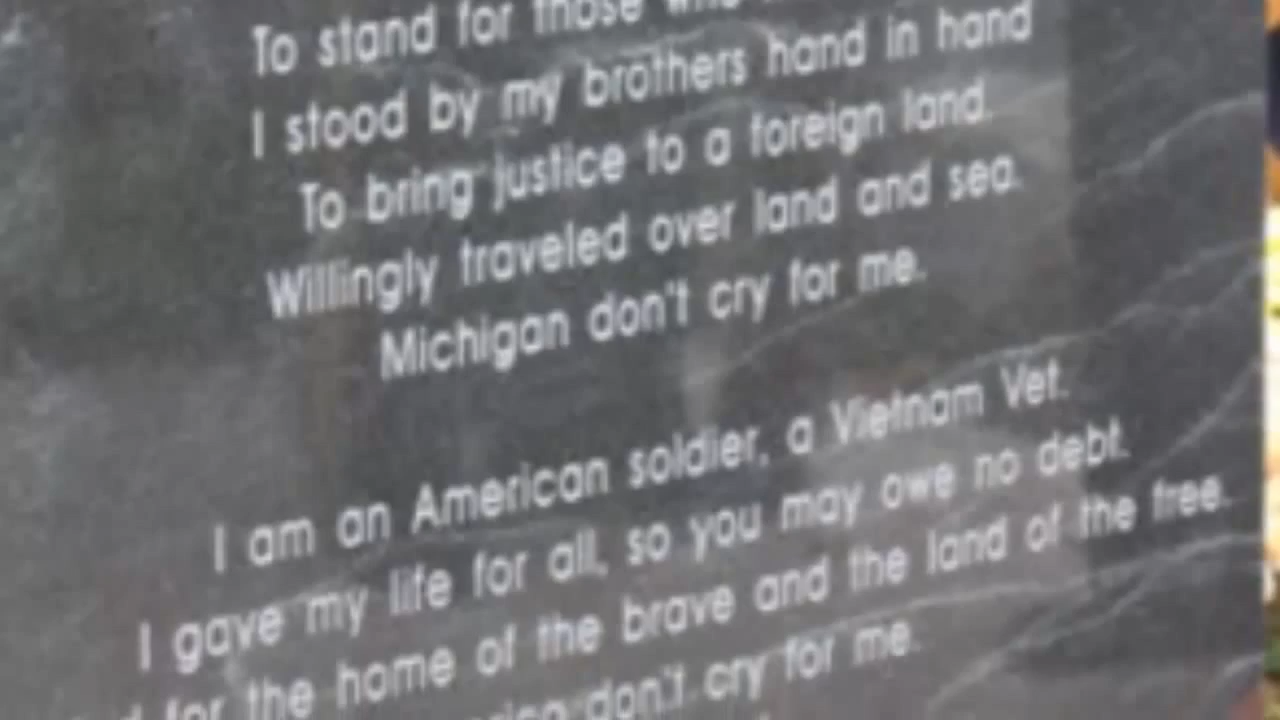 To stand for those
I stood by my brothers hand in hand
To bring justice to a foreign land.
Willingly traveled over land and sea.
Michigan don't cry for me.
I am an American soldier, a Vietnam Vet.
I gave my life for all, so you may owe no debt.
for the home of the brave and the land of the free.
don't cry for me.